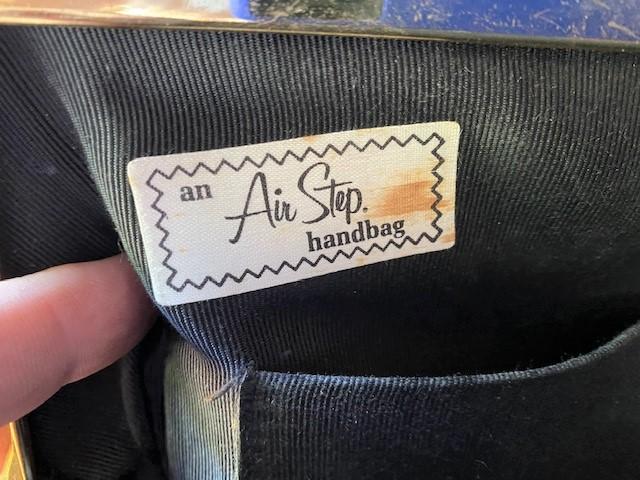 an
Air Step.
handbag